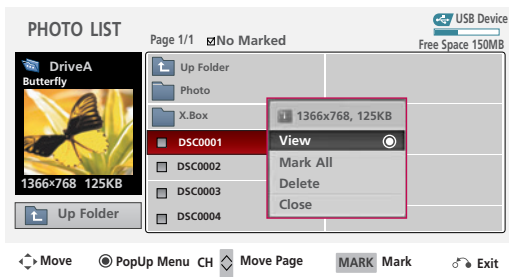 PHOTO LIST
Page 1/1 No Marked
USB Device
Free Space 150MB
DriveA
Butterfly
1366×768 125KB
Up Folder
Up Folder
Photo
X.Box
DSC0001
DSC0002
DSC0003
DSC0004
1366x768, 125KB
View
Mark All
Delete
Close
Move PopUp Menu CH Move Page MARK Mark Exit